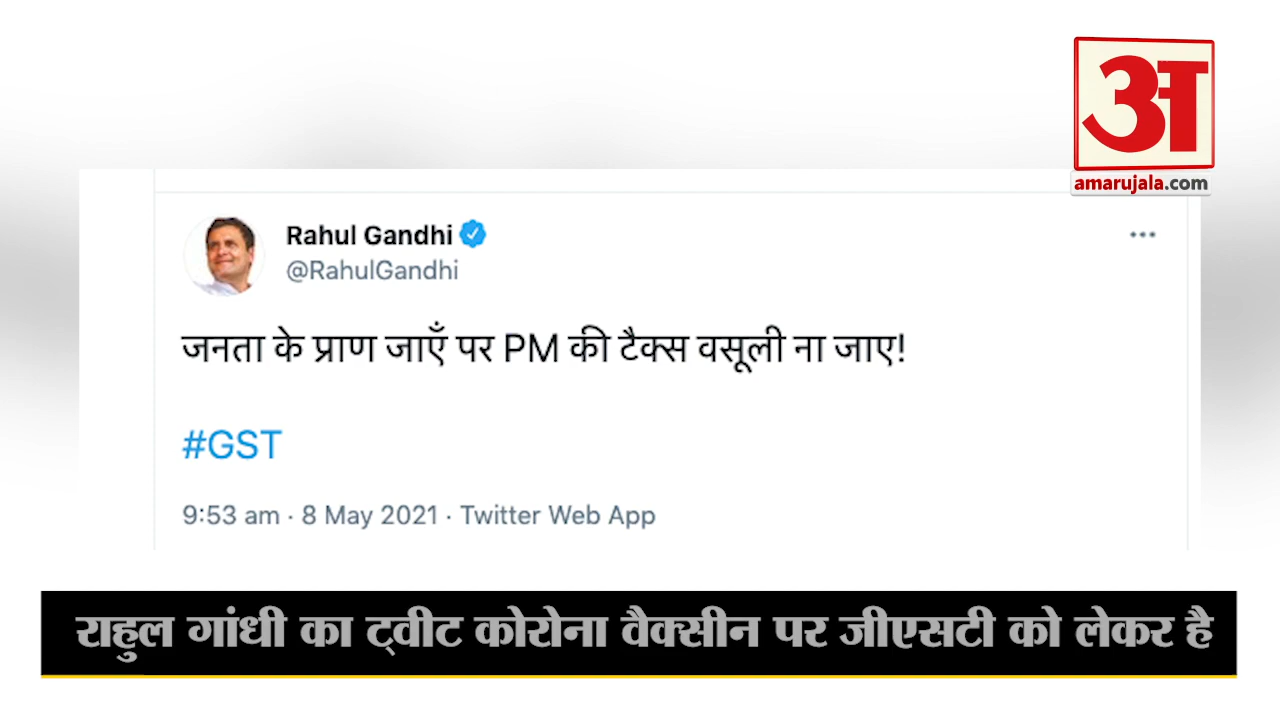 अ
amarujala.com
Rahul Gandhi
@RahulGandhi
जनता के प्राण जाएँ पर PM की टैक्स वसूली ना जाए!
#GST
9:53 am · 8 May 2021 · Twitter Web App
राहुल गांधी का ट्वीट कोरोना वैक्सीन पर जीएसटी को लेकर है